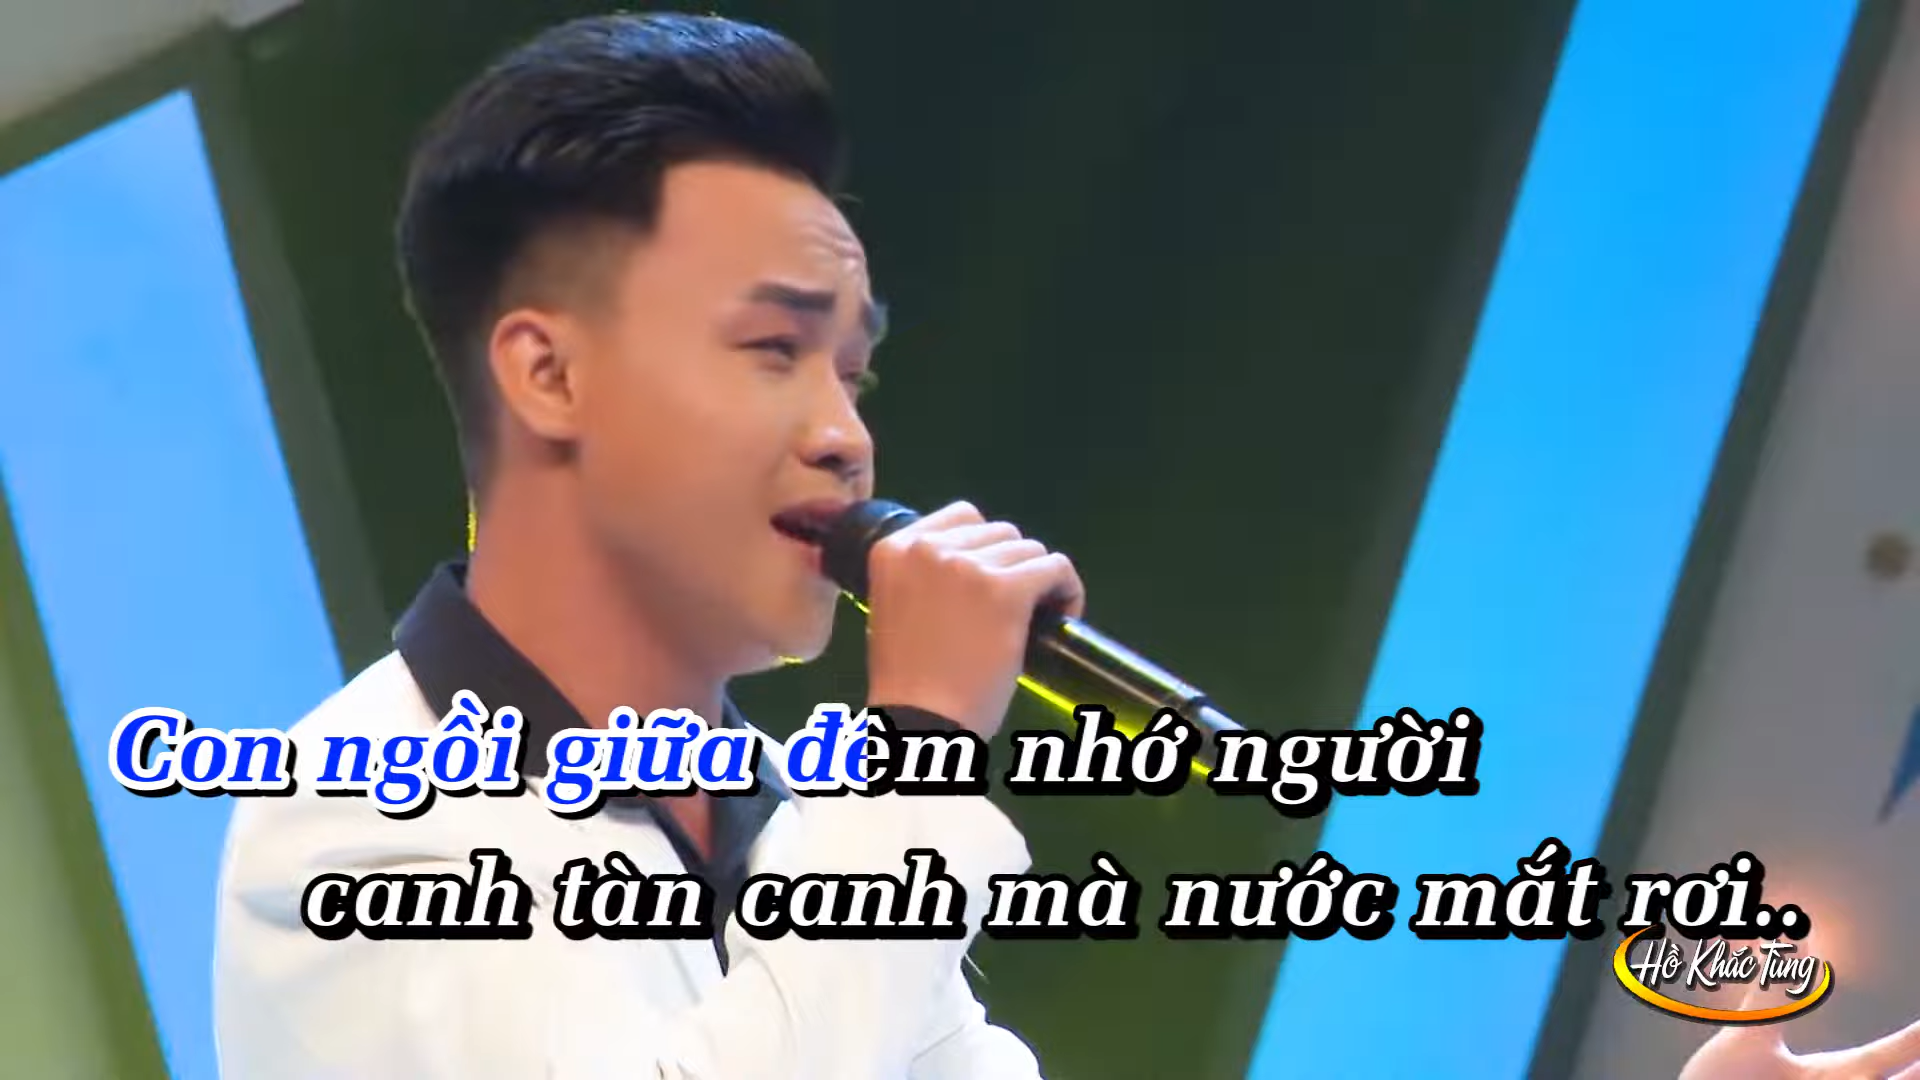 Con ngồi giữa đêm nhớ người
canh tàn canh mà nước mắt rơi..
Hồ Khắc Tùng